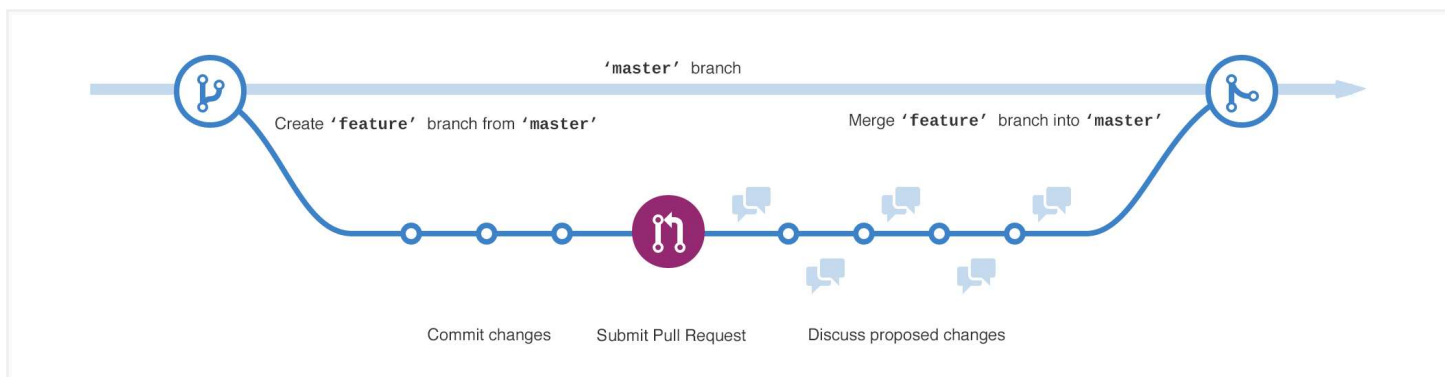 ‘master’ branch
Create ‘feature’ branch from ‘master’
Merge ‘feature’ branch into ‘master’
Commit changes
Submit Pull Request
Discuss proposed changes